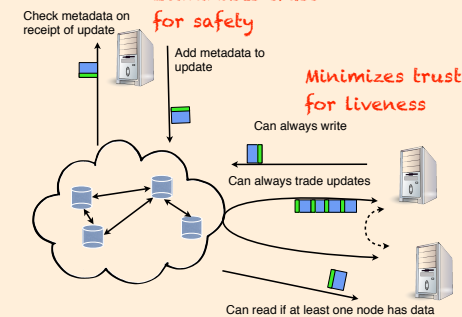 for safety
Check metadata on
receipt of update
Add metadata to
update
Minimizes trust
for liveness
Can always write
Can always trade updates
Can read if at least one node has data